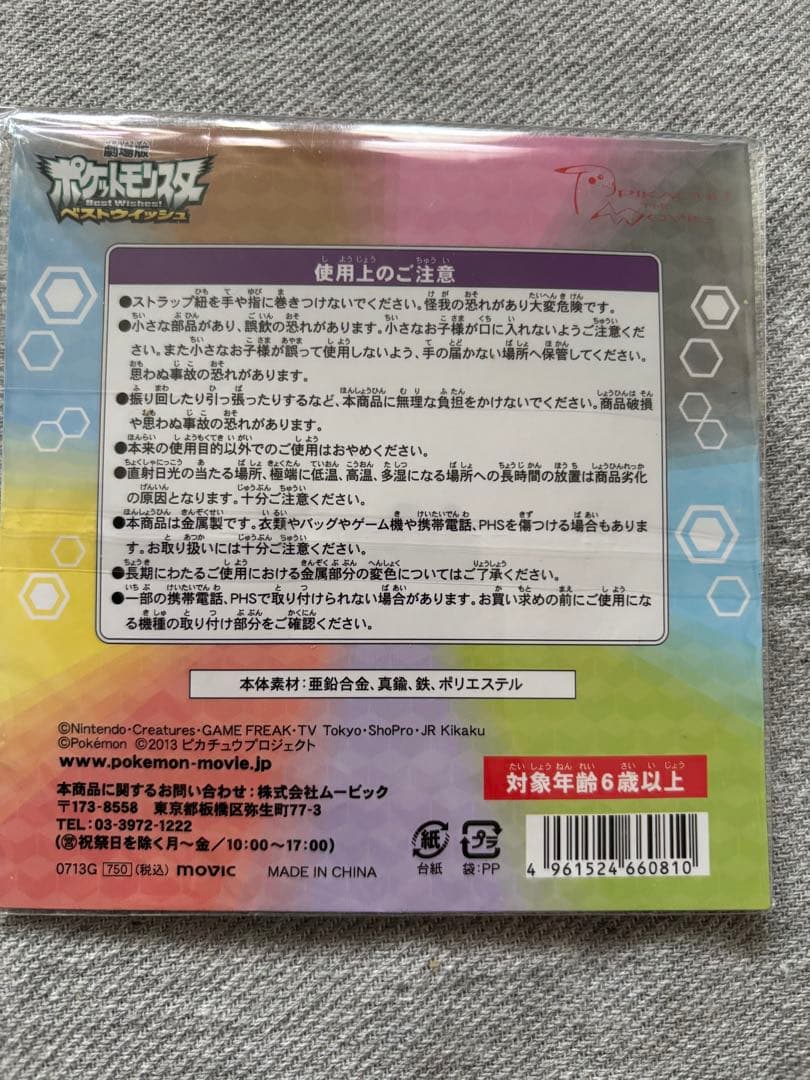 劇場版
ポケットモンスター
Best Wishes!
ベストウイッシュ
PIKACHU
THE
MOVIE
使用上のご注意
●ストラップ紐を手や指に巻きつけないでください。怪我の恐れがあり大変危険です。
●小さな部品があり、誤飲の恐れがあります。小さなお子様が口に入れないようご注意くだ
さい。また小さなお子様が誤って使用しないよう、手の届かない場所へ保管してください。
思わぬ事故の恐れがあります。
●振り回したり引っ張ったりするなど、本商品に無理な負担をかけないでください。商品破損
や思わぬ事故の恐れがあります。
●本来の使用目的以外でのご使用はおやめください。
●直射日光の当たる場所、極端に低温、高温、多湿になる場所への長時間の放置は商品劣化
の原因となります。十分ご注意ください。
●本商品は金属製です。衣類やバッグやゲーム機や携帯電話、PHSを傷つける場合もありま
す。お取り扱いには十分ご注意ください。
●長期にわたるご使用における金属部分の変色についてはご了承ください。
●一部の携帯電話、PHSで取り付けられない場合があります。お買い求めの前にご使用にな
る機種の取り付け部分をご確認ください。
本体素材:亜鉛合金、真鍮、鉄、ポリエステル
©Nintendo・Creatures・GAME FREAK・TV Tokyo・ShoPro・JR Kikaku
©Pokémon ©2013 ピカチュウプロジェクト
www.pokemon-movie.jp
対象年齢6歳以上
本商品に関するお問い合わせ:株式会社ムービック
〒173-8558 東京都板橋区弥生町77-3
TEL:03-3972-1222
(㊪祝祭日を除く月〜金/10:00〜17:00)
紙 プラ
台紙 袋:PP
0713G 750(税込) movic MADE IN CHINA
4 961524 660810